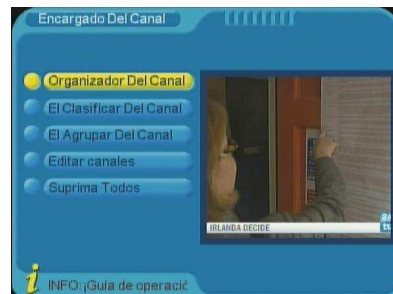 Encargado Del Canal
Organizador Del Canal
El Clasificar Del Canal
El Agrupar Del Canal
Editar canales
Suprima Todos
IRLANDA DECIDE
INFO:¡Guía de operació